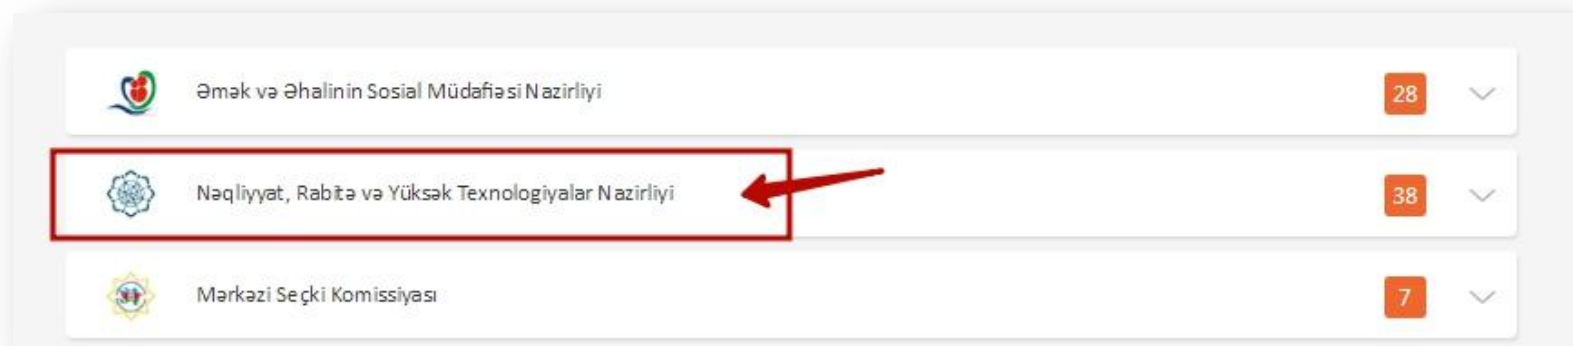 Əmək və Əhalinin Sosial Müdafiəsi Nazirliyi 28
Nəqliyyat, Rabitə və Yüksək Texnologiyalar Nazirliyi 38
Mərkəzi Seçki Komissiyası 7